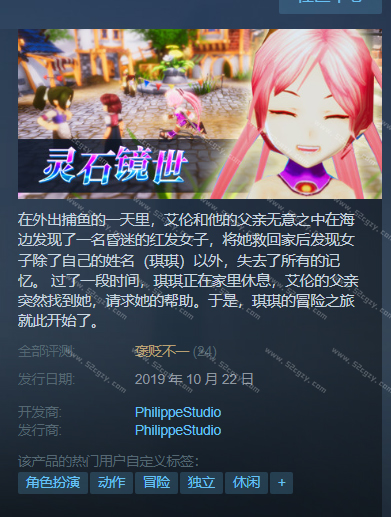 灵石镜世
在外出捕鱼的一天里，艾伦和他的父亲无意之中在海
边发现了一名昏迷的红发女子，将她救回家后发现女
子除了自己的姓名（琪琪）以外，失去了所有的记
忆。 过了一段时间，琪琪正在家里休息，艾伦的父亲
突然找到她，请求她的帮助。于是，琪琪的冒险之旅
就此开始了。
全部评测: 褒贬不一 (24)
发行日期: 2019 年 10 月 22 日
开发商: PhilippeStudio
发行商: PhilippeStudio
该产品的热门用户自定义标签:
角色扮演 动作 冒险 独立 休闲 +